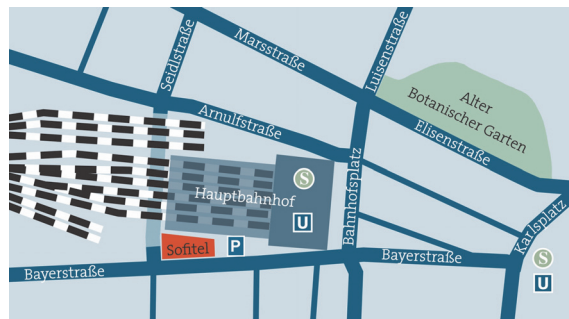 Marsstraße
Seidlstraße
Luisenstraße
Alter
Botanischer Garten
Arnulfstraße
Elisenstraße
S
Hauptbahnhof
U
Bahnhofsplatz
Karlsplatz
Sofitel
P
Bayerstraße
Bayerstraße
S
U